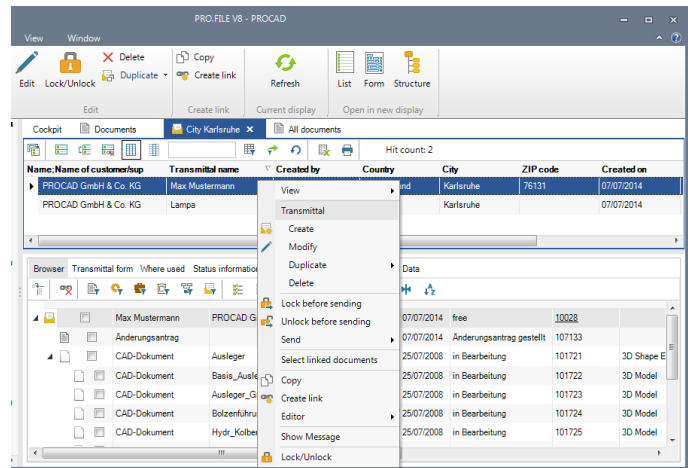 PRO.FILE V8 - PROCAD
View Window
Edit Lock/Unlock Delete Duplicate Copy Create link Refresh List Form Structure
Edit Create link Current display Open in new display
Cockpit Documents City Karlsruhe All documents
Hit count: 2
Name;Name of customer/sup Transmittal name Created by Country City ZIP code Created on
PROCAD GmbH & Co. KG Max Mustermann Karlsruhe 76131 07/07/2014
PROCAD GmbH & Co. KG Lampa Karlsruhe 07/07/2014
View
Transmittal
Create
Modify
Duplicate
Delete
Lock before sending
Unlock before sending
Send
Select linked documents
Copy
Create link
Editor
Show Message
Lock/Unlock
Browser Transmittal form Where used Status information Data
Max Mustermann PROCAD G 07/07/2014 free 10028
Änderungsantrag 07/07/2014 Änderungsantrag gestellt 107133
CAD-Dokument Ausleger 25/07/2008 in Bearbeitung 101721 3D Shape E
CAD-Dokument Basis_Ausle 25/07/2008 in Bearbeitung 101722 3D Model
CAD-Dokument Ausleger_G 25/07/2008 in Bearbeitung 101723 3D Model
CAD-Dokument Bolzenführu 25/07/2008 in Bearbeitung 101724 3D Model
CAD-Dokument Hydr_Kolber 25/07/2008 in Bearbeitung 101725 3D Model